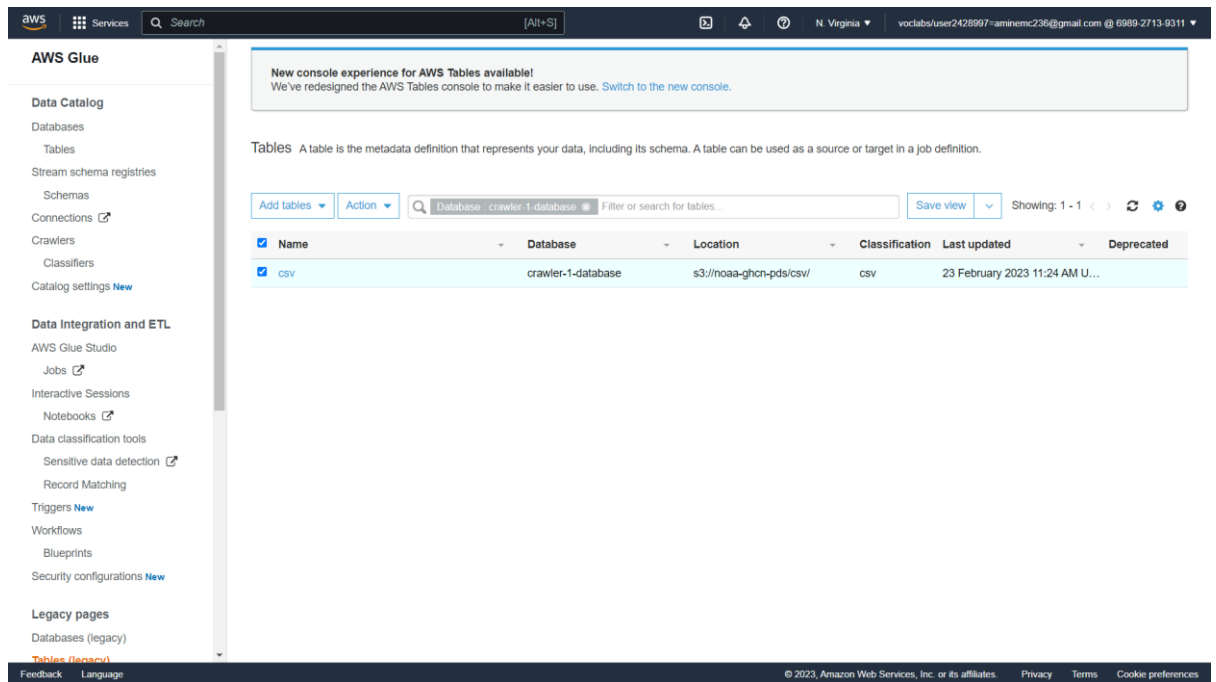 aws Services Search [Alt+S] N. Virginia voclabs/user2428997=aminemc236@gmail.com @ 6989-2713-9311
AWS Glue
Data Catalog
Databases
Tables
Stream schema registries
Schemas
Connections
Crawlers
Classifiers
Catalog settings New
Data Integration and ETL
AWS Glue Studio
Jobs
Interactive Sessions
Notebooks
Data classification tools
Sensitive data detection
Record Matching
Triggers New
Workflows
Blueprints
Security configurations New
Legacy pages
Databases (legacy)
Tables (legacy)
New console experience for AWS Tables available!
We've redesigned the AWS Tables console to make it easier to use. Switch to the new console.
Tables A table is the metadata definition that represents your data, including its schema. A table can be used as a source or target in a job definition.
Add tables Action Database : crawler-1-database Filter or search for tables... Save view Showing: 1 - 1
Name Database Location Classification Last updated Deprecated
csv crawler-1-database s3://noaa-ghcn-pds/csv/ csv 23 February 2023 11:24 AM U...
Feedback Language © 2023, Amazon Web Services, Inc. or its affiliates. Privacy Terms Cookie preferences